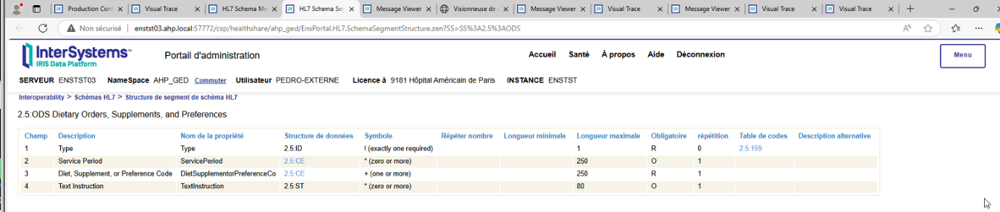 Production Con
Visual Trace
HL7 Schema Me
HL7 Schema Se
Message Viewer
Visionneuse de
Message Viewer
Visual Trace
Message Viewer
Visual Trace
Visual Trace
Non sécurisé enstst03.ahp.local:57772/csp/healthshare/ahp_ged/EnsPortal.HL7.SchemaSegmentStructure.zen?SS=SS%3A2.5%3AODS
InterSystems™ Portail d'administration Accueil Santé À propos Aide Déconnexion Menu
IRIS Data Platform
SERVEUR ENSTST03 NameSpace AHP_GED Commuter Utilisateur PEDRO-EXTERNE Licence à 9181 Hôpital Américain de Paris INSTANCE ENSTST
Interoperability > Schémas HL7 > Structure de segment de schéma HL7
2.5:ODS Dietary Orders, Supplements, and Preferences
Champ Description Nom de la propriété Structure de données Symbole Répéter nombre Longueur minimale Longueur maximale Obligatoire répétition Table de codes Description alternative
1 Type Type 2.5:ID ! (exactly one required) 1 R 0 2.5:159
2 Service Period ServicePeriod 2.5:CE * (zero or more) 250 O 1
3 Diet, Supplement, or Preference Code DietSupplementorPreferenceCo 2.5:CE + (one or more) 250 R 1
4 Text Instruction TextInstruction 2.5:ST * (zero or more) 80 O 1